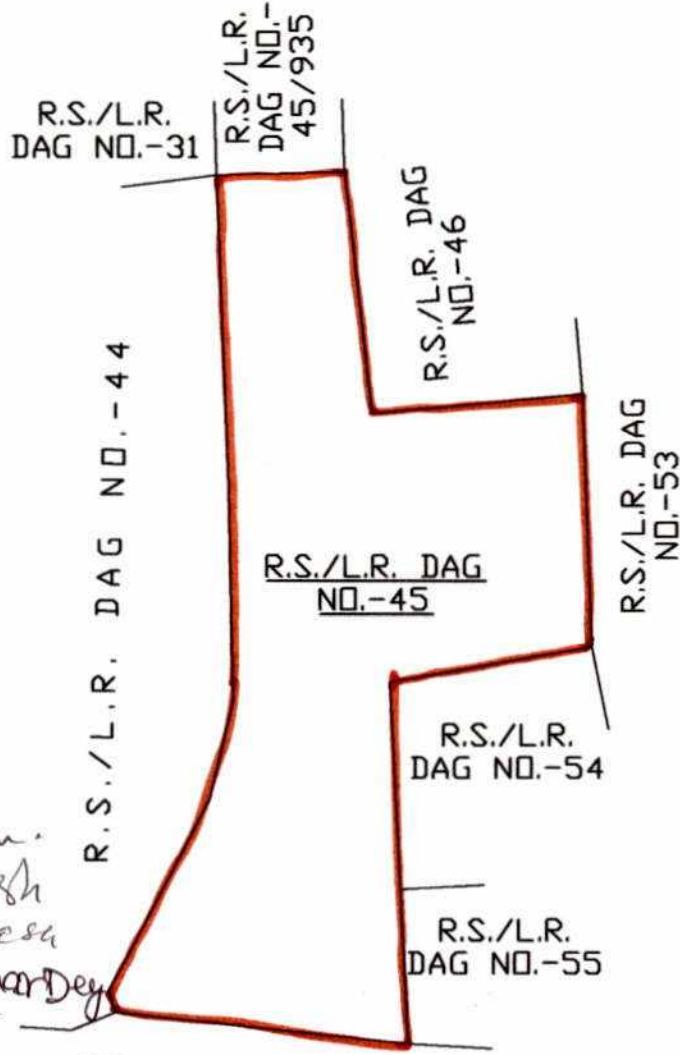 R.S./L.R.
DAG NO.-31
R.S./L.R.
DAG NO.-
45/935
R.S./L.R. DAG
NO.-46
R.S./L.R. DAG NO.-44
R.S./L.R. DAG
NO.-53
R.S./L.R. DAG
NO.-45
R.S./L.R.
DAG NO.-54
R.S./L.R.
DAG NO.-55
Dey